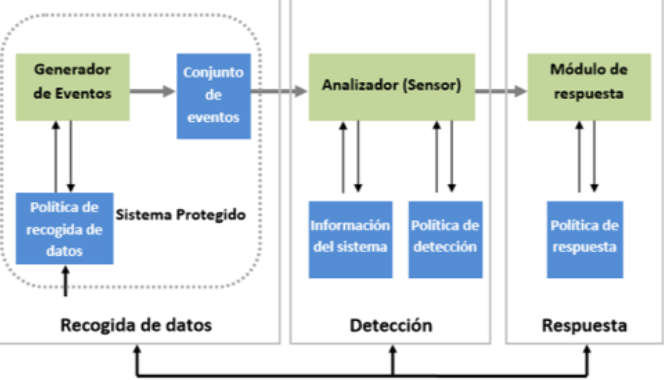 Generador
de Eventos
Conjunto
de
eventos
Política de
recogida de
datos
Sistema Protegido
Recogida de datos
Analizador (Sensor)
Información
del sistema
Política de
detección
Detección
Módulo de
respuesta
Política de
respuesta
Respuesta